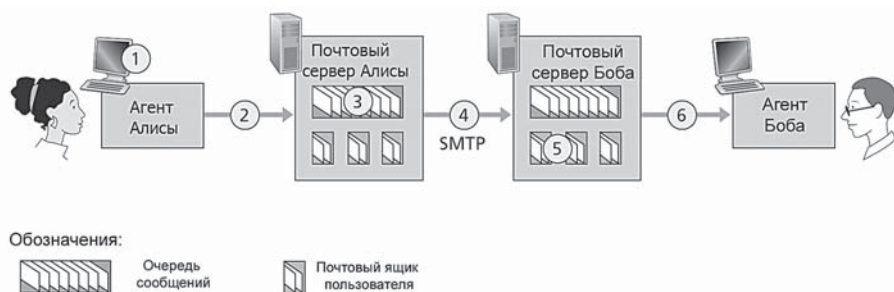 1
Почтовый
сервер Алисы
Почтовый
сервер Боба
Агент
Алисы
2
3
4
SMTP
5
6
Агент
Боба
Обозначения:
Очередь
сообщений
Почтовый ящик
пользователя